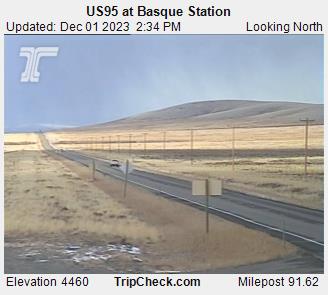 US95 at Basque Station
Updated: Dec 01 2023 2:34 PM Looking North
Elevation 4460 TripCheck.com Milepost 91.62